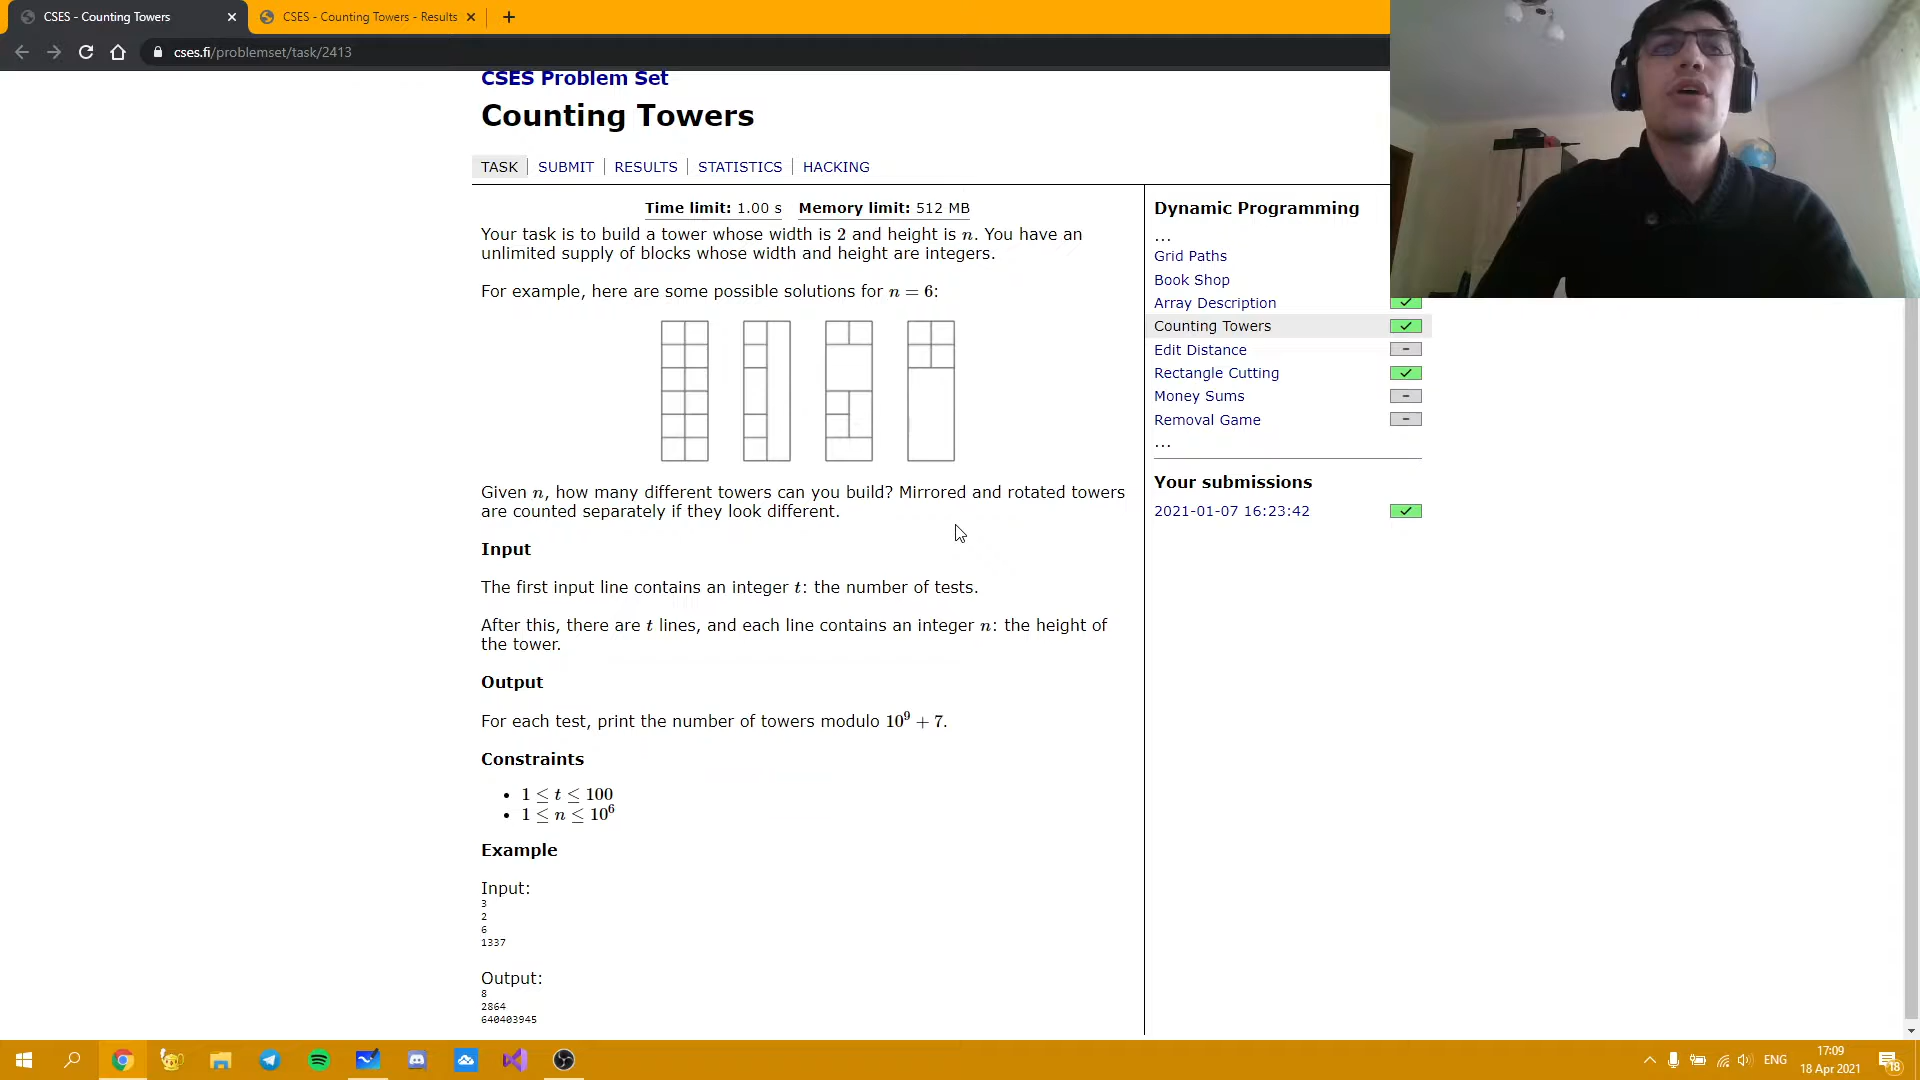 CSES - Counting Towers
CSES - Counting Towers - Results
cses.fi/problemset/task/2413
CSES Problem Set
Counting Towers
TASK
SUBMIT
RESULTS
STATISTICS
HACKING
Time limit: 1.00 s Memory limit: 512 MB
Your task is to build a tower whose width is 2 and height is n. You have an
unlimited supply of blocks whose width and height are integers.
For example, here are some possible solutions for n = 6:
Given n, how many different towers can you build? Mirrored and rotated towers
are counted separately if they look different.
Input
The first input line contains an integer t: the number of tests.
After this, there are t lines, and each line contains an integer n: the height of
the tower.
Output
For each test, print the number of towers modulo 10⁹ + 7.
Constraints
• 1 ≤ t ≤ 100
• 1 ≤ n ≤ 10⁶
Example
Input:
3
2
6
1337
Output:
8
2864
640403945
Dynamic Programming
...
Grid Paths
Book Shop
Array Description
Counting Towers
Edit Distance
Rectangle Cutting
Money Sums
Removal Game
...
Your submissions
2021-01-07 16:23:42
ENG
17:09
18 Apr 2021
18